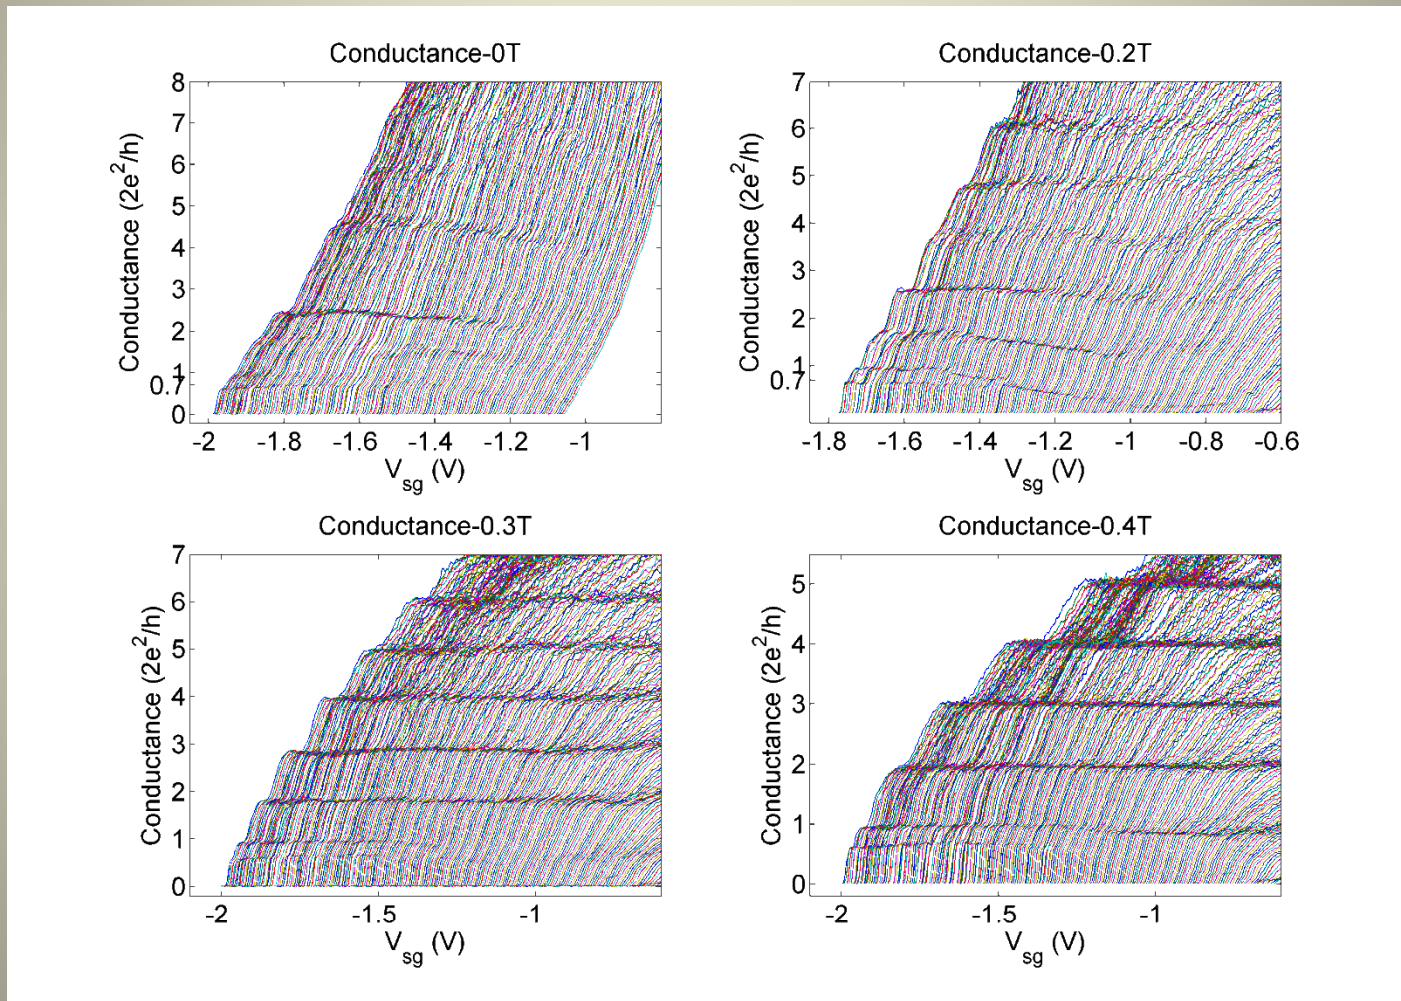 Conductance-0T
Conductance (2e²/h)
8
7
6
5
4
3
2
1
0.7
0
-2 -1.8 -1.6 -1.4 -1.2 -1
V_sg (V)
Conductance-0.2T
Conductance (2e²/h)
7
6
5
4
3
2
1
0.7
-1.8 -1.6 -1.4 -1.2 -1 -0.8 -0.6
V_sg (V)
Conductance-0.3T
Conductance (2e²/h)
7
6
5
4
3
2
1
0
-2 -1.5 -1
V_sg (V)
Conductance-0.4T
Conductance (2e²/h)
5
4
3
2
1
0
-2 -1.5 -1
V_sg (V)